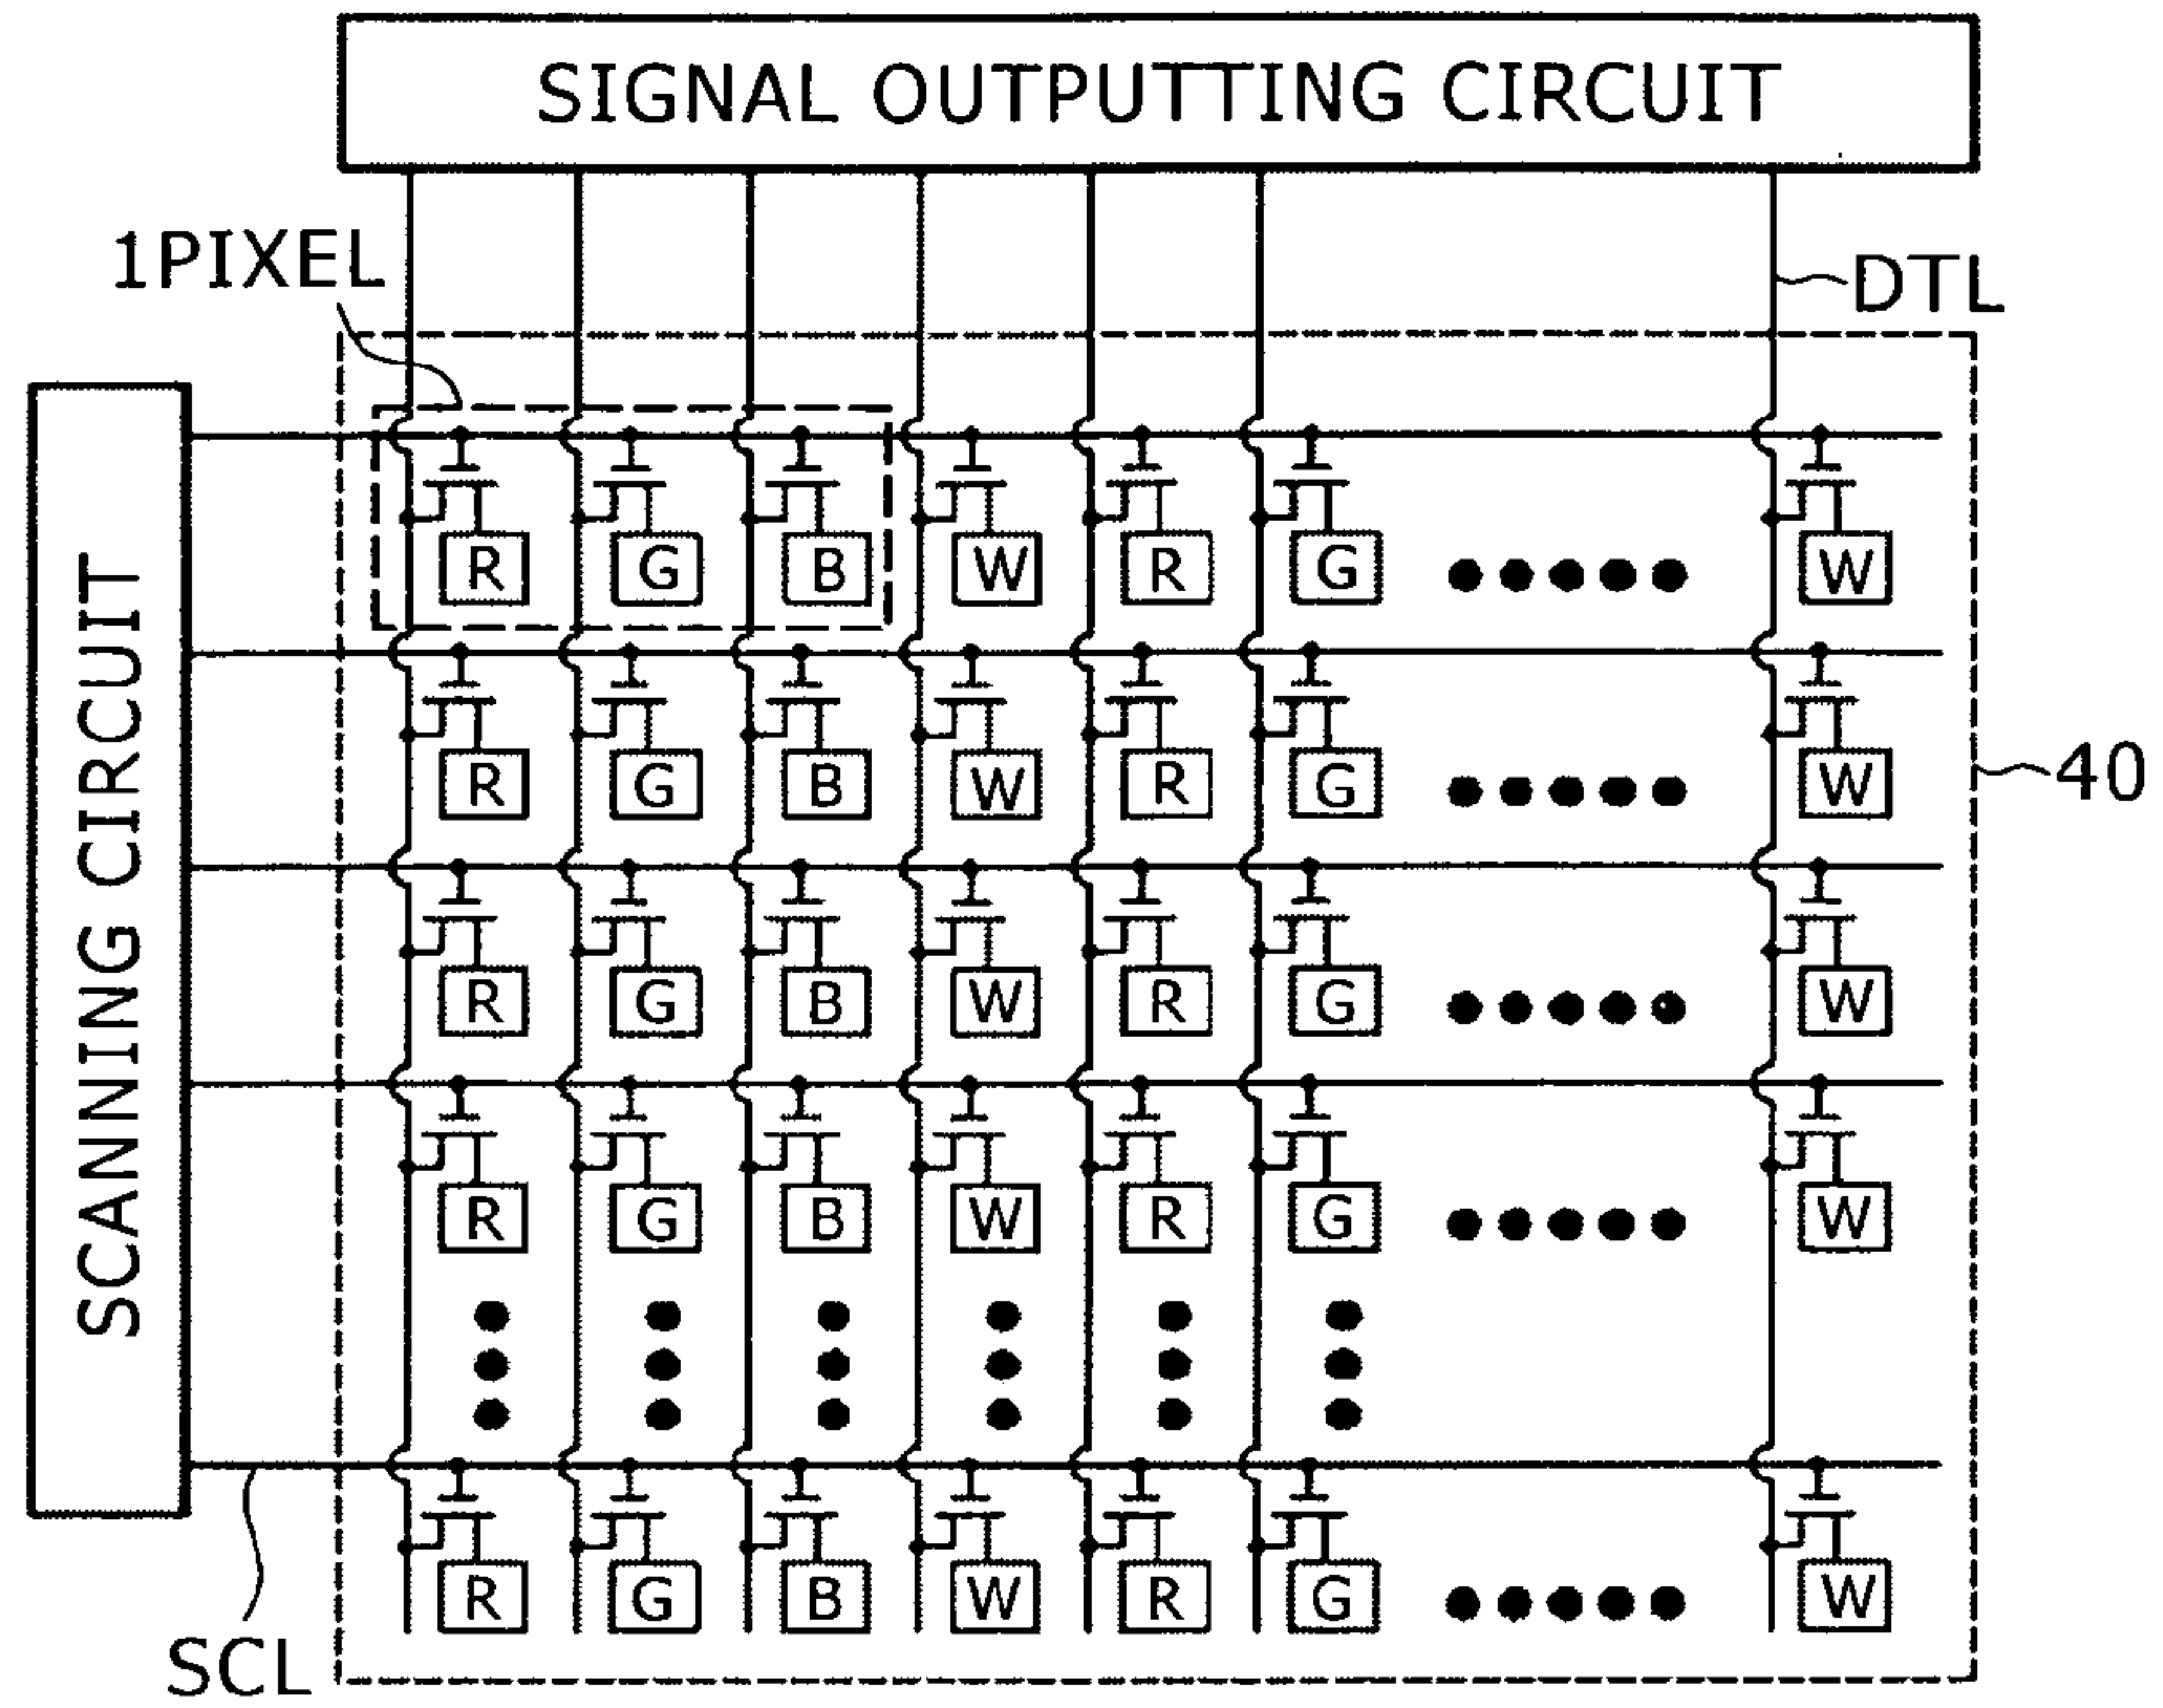 SIGNAL OUTPUTTING CIRCUIT
1PIXEL
DTL
SCANNING CIRCUIT
R G B W R G W
R G B W R G W
40
R G B W R G W
R G B W R G W
R G B W R G W
SCL